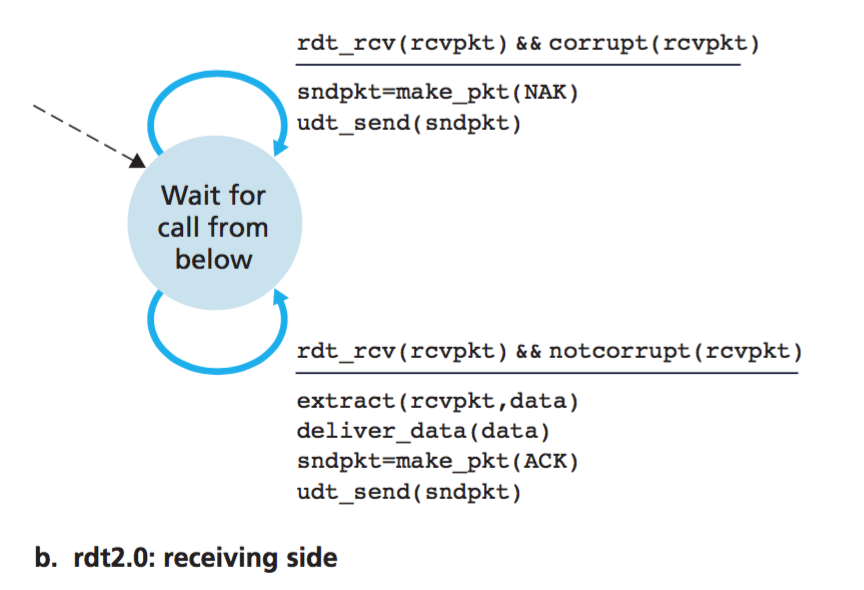 rdt_rcv(rcvpkt) && corrupt(rcvpkt)
sndpkt=make_pkt(NAK)
udt_send(sndpkt)
Wait for
call from
below
rdt_rcv(rcvpkt) && notcorrupt(rcvpkt)
extract(rcvpkt,data)
deliver_data(data)
sndpkt=make_pkt(ACK)
udt_send(sndpkt)
b. rdt2.0: receiving side